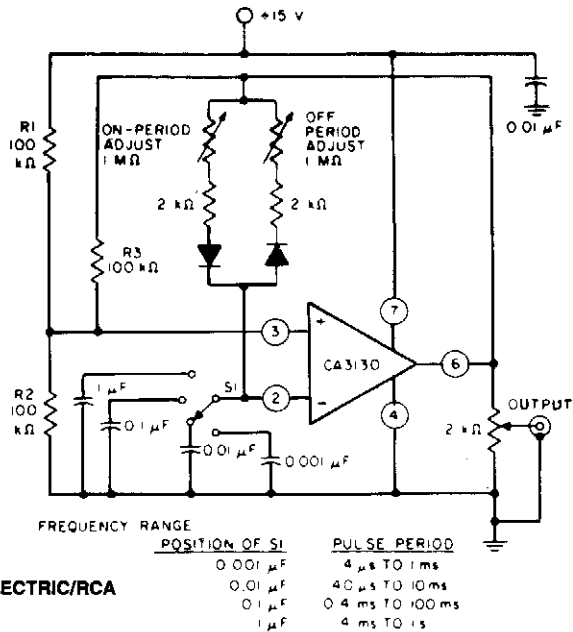 +15 V
R1
100
kΩ
ON-PERIOD
ADJUST
1 MΩ
OFF
PERIOD
ADJUST
1 MΩ
0.01 μF
2 kΩ
2 kΩ
R3
100 kΩ
3
+
7
CA3130
6
2
−
4
S1
R2
100
kΩ
1 μF
0.1 μF
0.01 μF
0.001 μF
2 kΩ
OUTPUT
FREQUENCY RANGE
POSITION OF S1 PULSE PERIOD
0.001 μF 4 μs TO 1 ms
0.01 μF 40 μs TO 10 ms
0.1 μF 0.4 ms TO 100 ms
1 μF 4 ms TO 1 s
ECTRIC/RCA